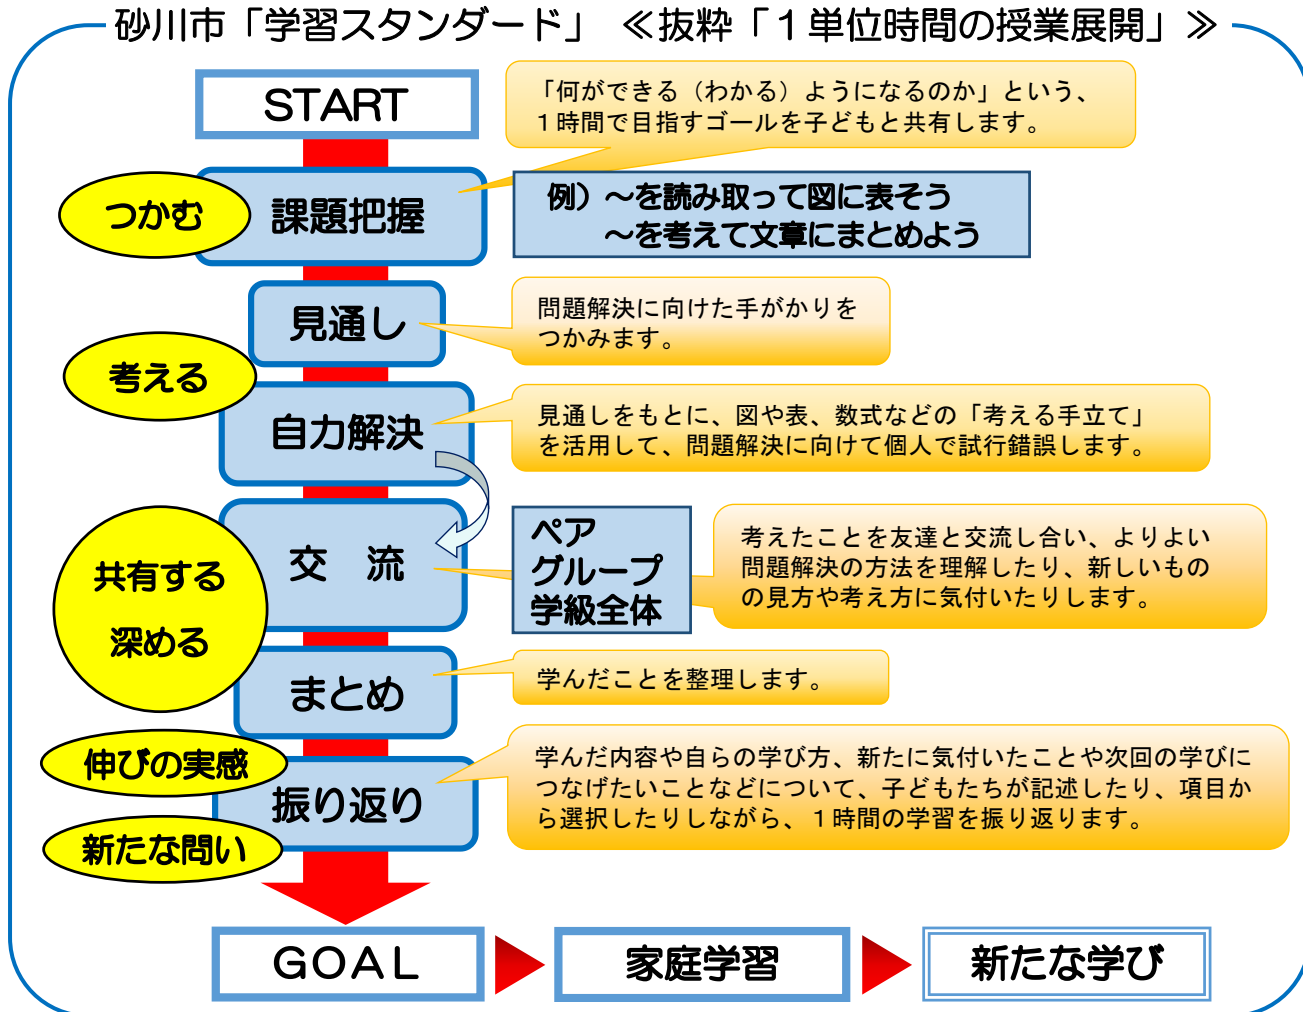 砂川市「学習スタンダード」 ≪抜粋「１単位時間の授業展開」≫
START
「何ができる（わかる）ようになるのか」という、
１時間で目指すゴールを子どもと共有します。
つかむ
課題把握
例）～を読み取って図に表そう
～を考えて文章にまとめよう
見通し
問題解決に向けた手がかりを
つかみます。
考える
自力解決
見通しをもとに、図や表、数式などの「考える手立て」
を活用して、問題解決に向けて個人で試行錯誤します。
共有する
深める
交　流
ペア
グループ
学級全体
考えたことを友達と交流し合い、よりよい
問題解決の方法を理解したり、新しいもの
の見方や考え方に気付いたりします。
まとめ
学んだことを整理します。
伸びの実感
振り返り
新たな問い
学んだ内容や自らの学び方、新たに気付いたことや次回の学びに
つなげたいことなどについて、子どもたちが記述したり、項目か
ら選択したりしながら、１時間の学習を振り返ります。
ＧＯＡＬ
家庭学習
新たな学び